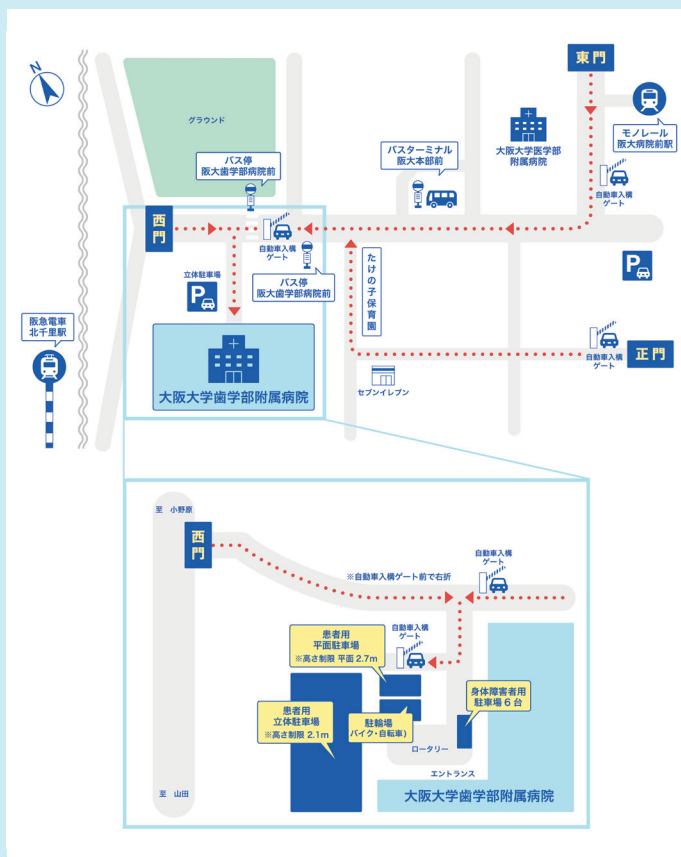 N
東門
グラウンド
大阪大学医学部
附属病院
モノレール
阪大病院前駅
バス停
阪大歯学部病院前
バスターミナル
阪大本部前
自動車入構
ゲート
西門
自動車入構
ゲート
P
立体駐車場
P
バス停
阪大歯学部病院前
たけの子保育園
阪急電車
北千里駅
自動車入構
ゲート
正門
大阪大学歯学部附属病院
セブンイレブン
至 小野原
西門
自動車入構
ゲート
※自動車入構ゲート前で右折
患者用
平面駐車場
※高さ制限 平面 2.7m
自動車入構
ゲート
患者用
立体駐車場
※高さ制限 2.1m
駐輪場
バイク・自転車)
身体障害者用
駐車場 6 台
ロータリー
エントランス
至 山田
大阪大学歯学部附属病院